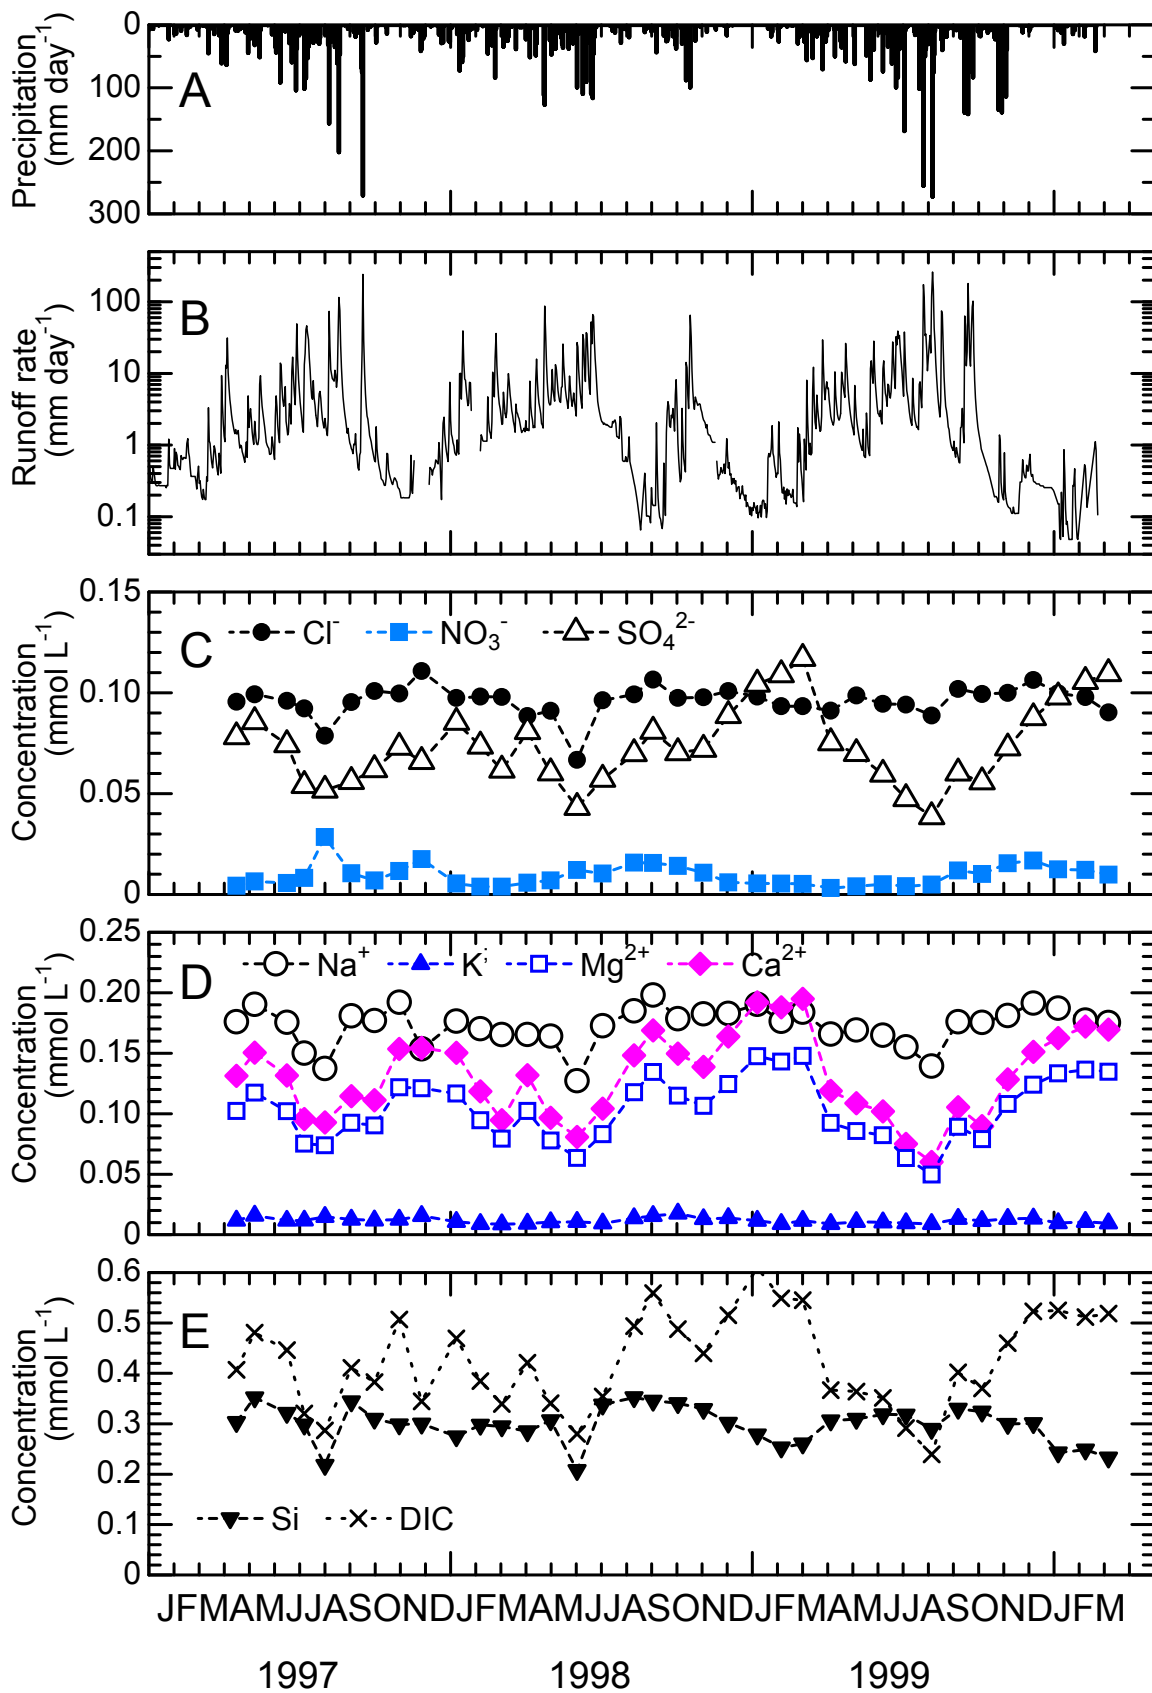 0
100
200
300
Precipitation
(mm day⁻¹)
A
100
10
1
0.1
Runoff rate
(mm day⁻¹)
B
0.15
0.10
0.05
0
Concentration
(mmol L⁻¹)
C
Cl⁻ NO₃⁻ SO₄²⁻
0.25
0.20
0.15
0.10
0.05
0
Concentration
(mmol L⁻¹)
D
Na⁺ K⁏ Mg²⁺ Ca²⁺
0.6
0.5
0.4
0.3
0.2
0.1
0
Concentration
(mmol L⁻¹)
E
Si DIC
JFMAMJJASONDJFMAMJJASONDJFMAMJJASONDJFM
1997 1998 1999